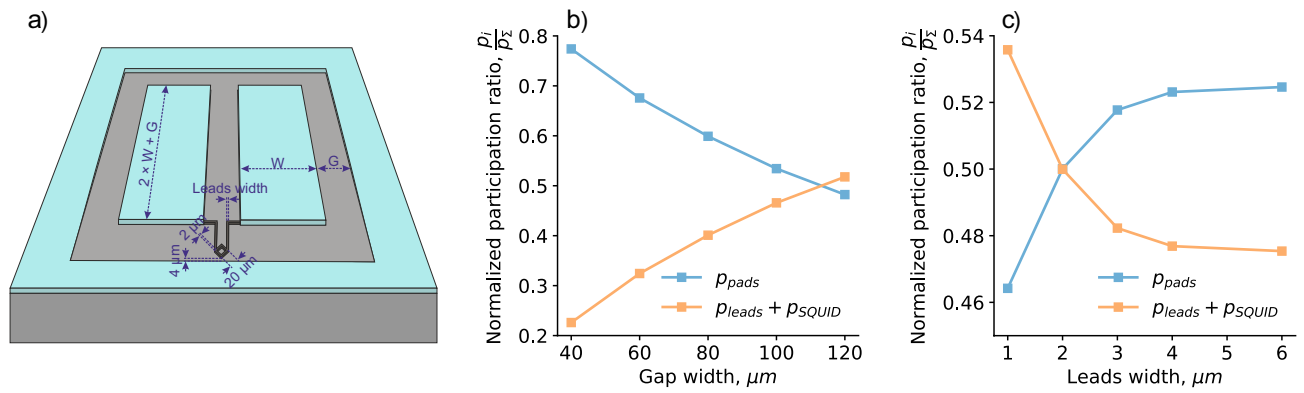 a)
2 × W + G
W
G
Leads width
2 μm
4 μm
20 μm
b)
Normalized participation ratio, p_i/p_Σ
0.8
0.7
0.6
0.5
0.4
0.3
0.2
p_pads
p_leads + p_SQUID
40 60 80 100 120
Gap width, μm
c)
Normalized participation ratio, p_i/p_Σ
0.54
0.52
0.50
0.48
0.46
p_pads
p_leads + p_SQUID
1 2 3 4 5 6
Leads width, μm